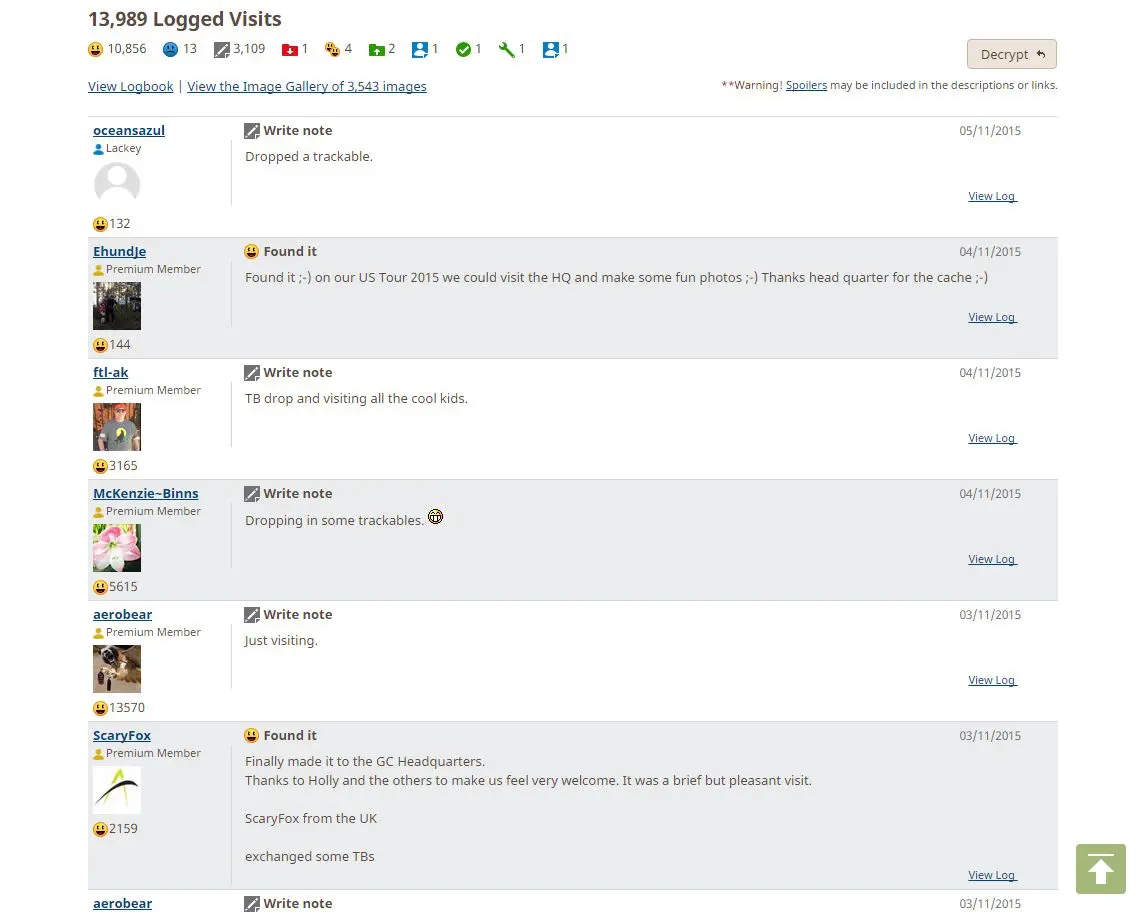 13,989 Logged Visits
10,856 13 3,109 1 4 2 1 1 1 1
Decrypt
View Logbook | View the Image Gallery of 3,543 images
**Warning! Spoilers may be included in the descriptions or links.
oceansazul
Lackey
132
Write note
05/11/2015
Dropped a trackable.
View Log
EhundJe
Premium Member
144
Found it
04/11/2015
Found it ;-) on our US Tour 2015 we could visit the HQ and make some fun photos ;-) Thanks head quarter for the cache ;-)
View Log
ftl-ak
Premium Member
3165
Write note
04/11/2015
TB drop and visiting all the cool kids.
View Log
McKenzie~Binns
Premium Member
5615
Write note
04/11/2015
Dropping in some trackables.
View Log
aerobear
Premium Member
13570
Write note
03/11/2015
Just visiting.
View Log
ScaryFox
Premium Member
2159
Found it
03/11/2015
Finally made it to the GC Headquarters.
Thanks to Holly and the others to make us feel very welcome. It was a brief but pleasant visit.
ScaryFox from the UK
exchanged some TBs
View Log
aerobear
Write note
03/11/2015